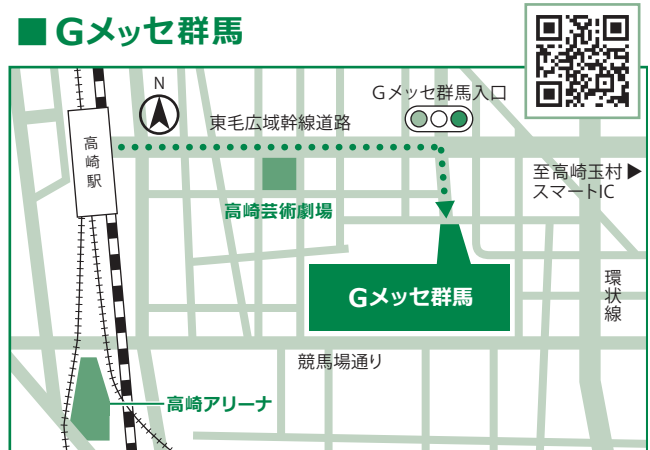 ■Gメッセ群馬
N
Gメッセ群馬入口
東毛広域幹線道路
高崎駅
至高崎玉村▶
スマートIC
高崎芸術劇場
Gメッセ群馬
環状線
競馬場通り
高崎アリーナ